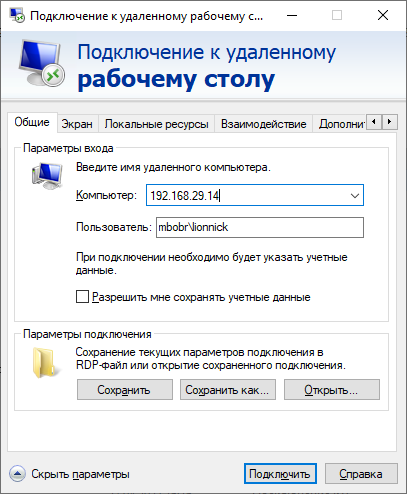 Подключение к удаленному рабочему с...
Подключение к удаленному
рабочему столу
Общие Экран Локальные ресурсы Взаимодействие Дополнит
Параметры входа
Введите имя удаленного компьютера.
Компьютер: 192.168.29.14
Пользователь: mbobr\lionnick
При подключении необходимо будет указать учетные
данные.
Разрешить мне сохранять учетные данные
Параметры подключения
Сохранение текущих параметров подключения в
RDP-файл или открытие сохраненного подключения.
Сохранить Сохранить как... Открыть...
Скрыть параметры Подключить Справка